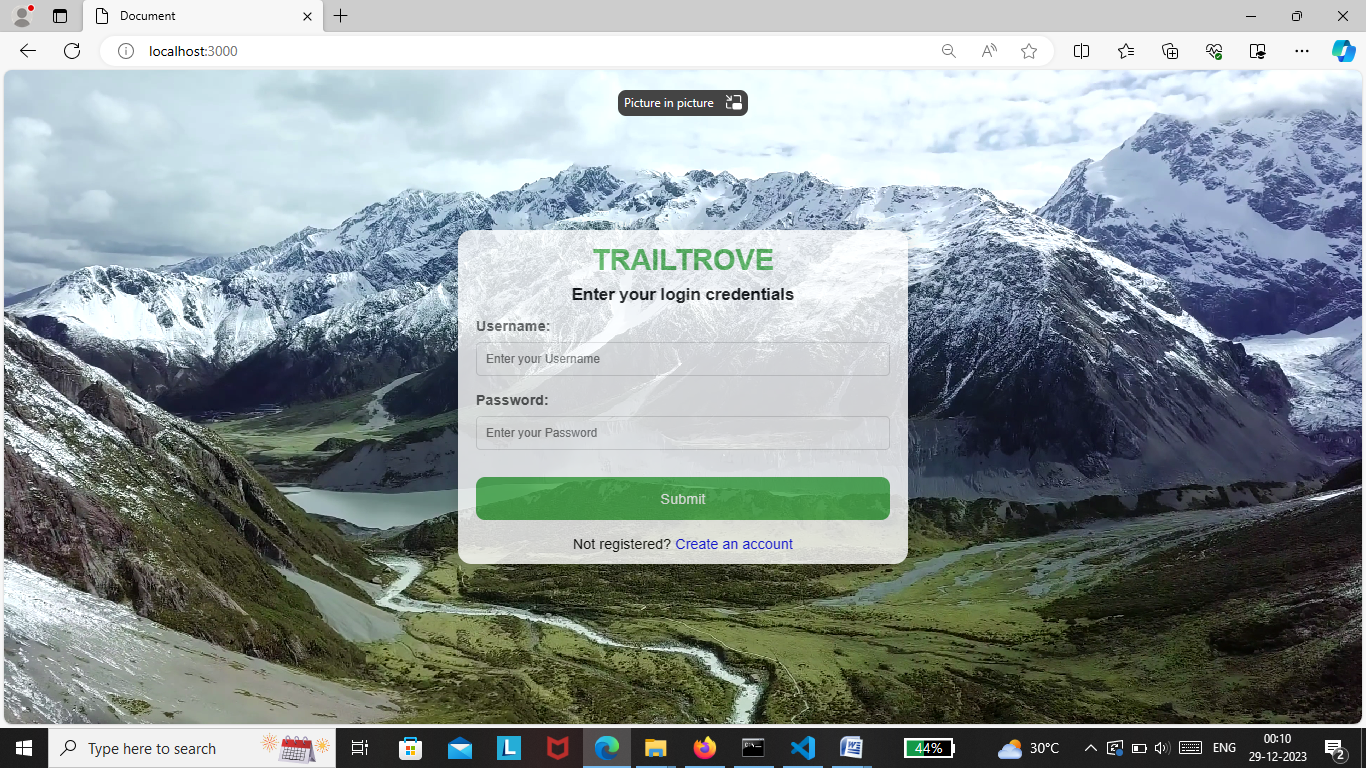 Document
localhost:3000
Picture in picture
TRAILTROVE
Enter your login credentials
Username:
Enter your Username
Password:
Enter your Password
Submit
Not registered? Create an account
Type here to search
L
W
44%
30°C
ENG
00:10
29-12-2023
2